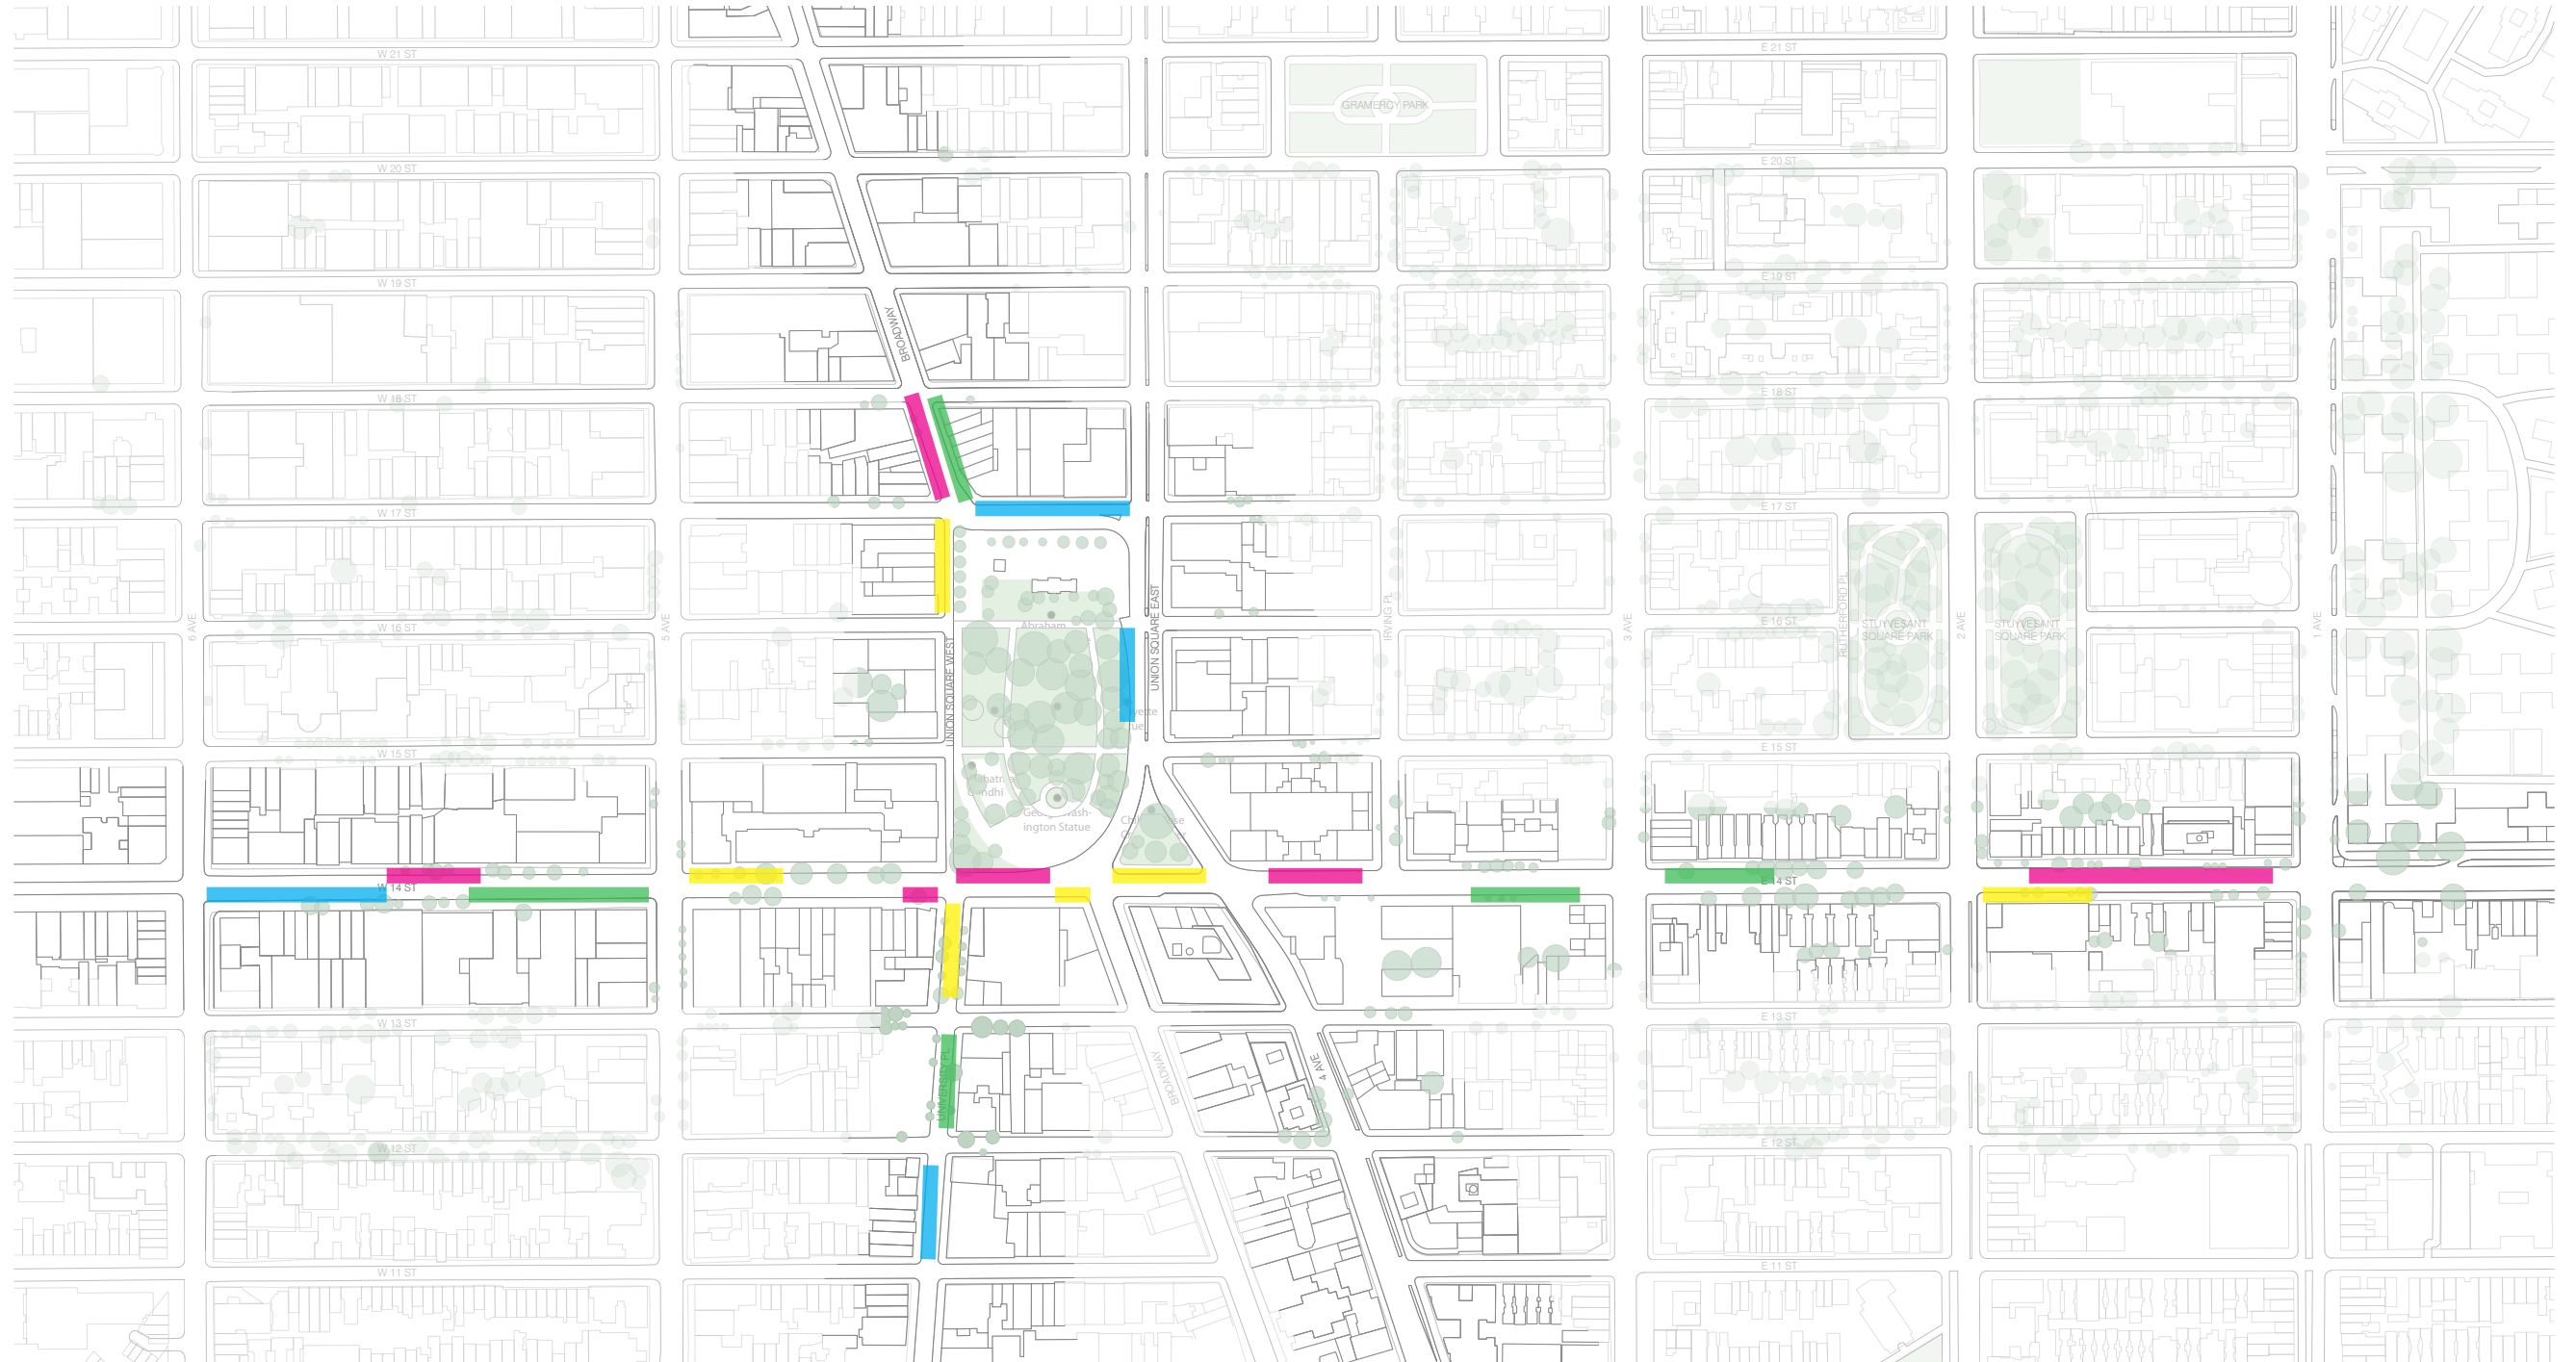 W 21 ST
E 21 ST
GRAMERCY PARK
W 20 ST
E 20 ST
W 19 ST
E 19 ST
BROADWAY
W 18 ST
E 18 ST
W 17 ST
E 17 ST
6 AVE
5 AVE
UNION SQUARE WEST
Abraham
UNION SQUARE EAST
IRVING PL
3 AVE
RUTHERFORD PL
STUYVESANT
SQUARE PARK
2 AVE
STUYVESANT
SQUARE PARK
1 AVE
W 16 ST
E 16 ST
W 15 ST
E 15 ST
ington Statue
W 14 ST
E 14 ST
W 13 ST
E 13 ST
UNIVERSITY PL
BROADWAY
4 AVE
W 12 ST
E 12 ST
W 11 ST
E 11 ST